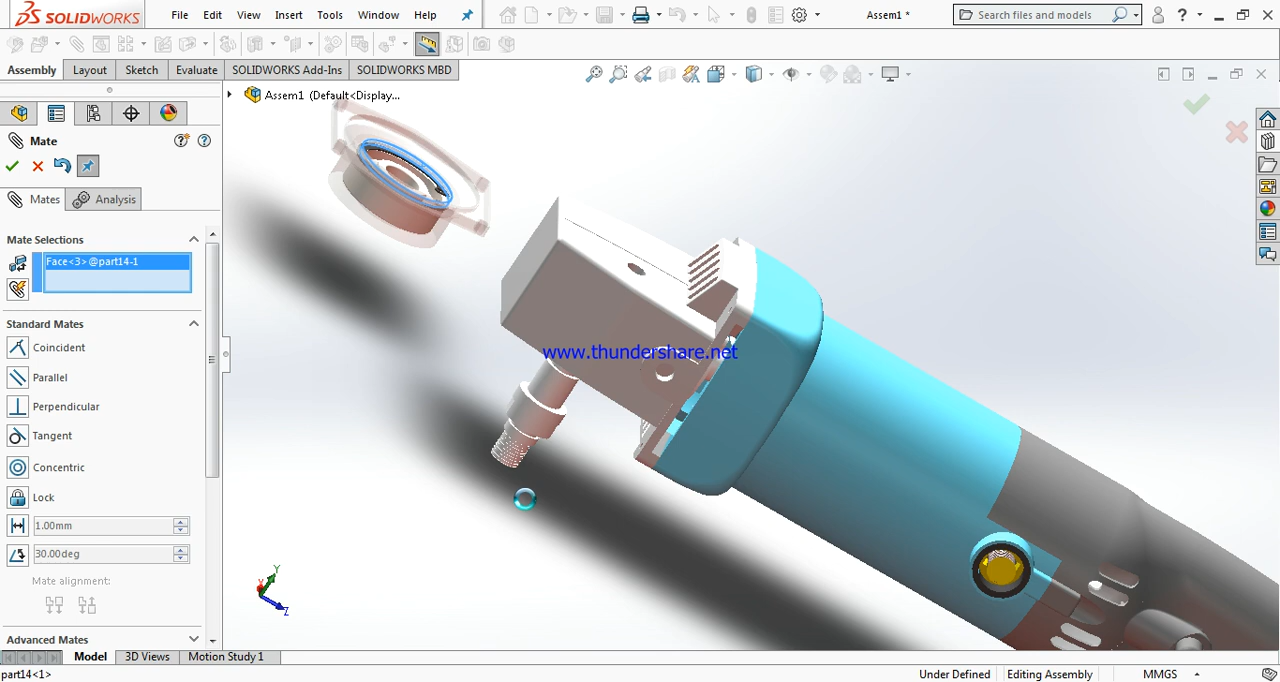 SOLIDWORKS
File Edit View Insert Tools Window Help
Assem1 *
Search files and models
?
Assembly Layout Sketch Evaluate SOLIDWORKS Add-Ins SOLIDWORKS MBD
Assem1 (Default<Display...
Mate
Mates Analysis
Mate Selections
Face<3>@part14-1
Standard Mates
Coincident
Parallel
Perpendicular
Tangent
Concentric
Lock
1.00mm
30.00deg
Mate alignment:
Advanced Mates
www.thundershare.net
Y
X
Z
Model 3D Views Motion Study 1
part14<1>
Under Defined Editing Assembly MMGS